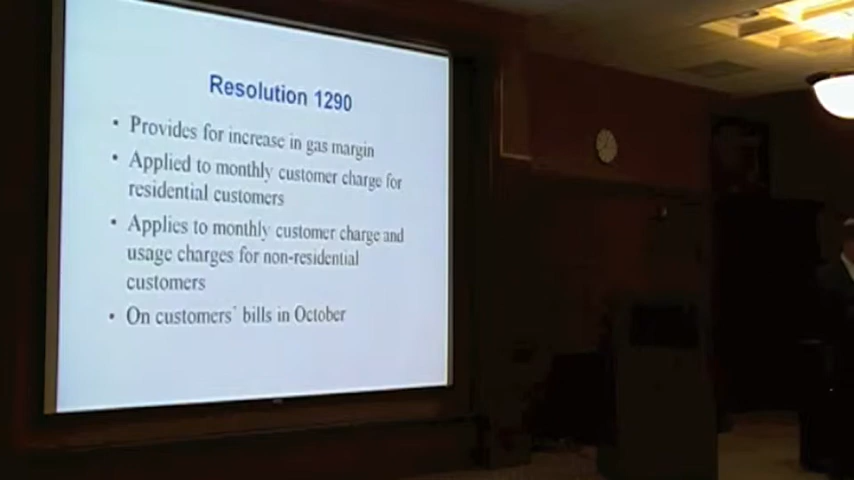 Resolution 1290
• Provides for increase in gas margin
• Applied to monthly customer charge for
residential customers
• Applies to monthly customer charge and
usage charges for non-residential
customers
• On customers' bills in October